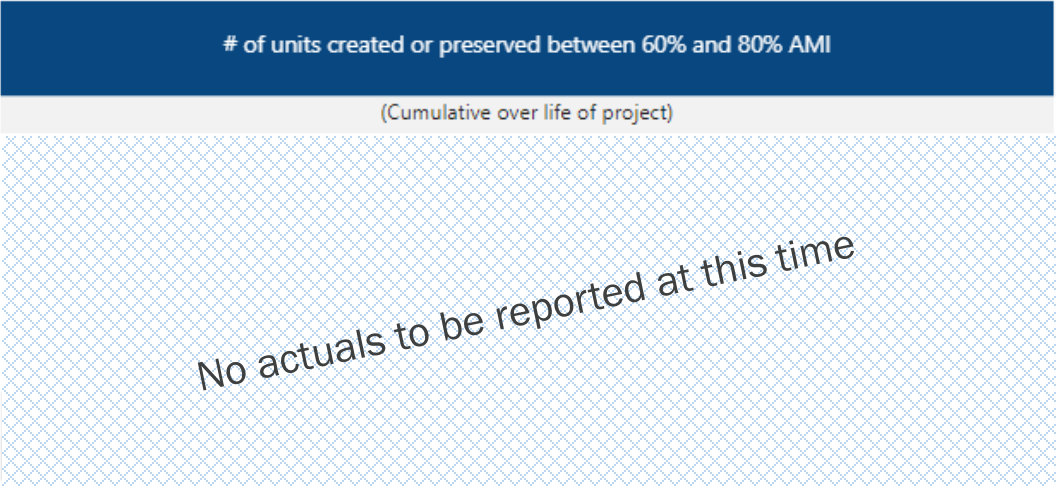 # of units created or preserved between 60% and 80% AMI
(Cumulative over life of project)
No actuals to be reported at this time